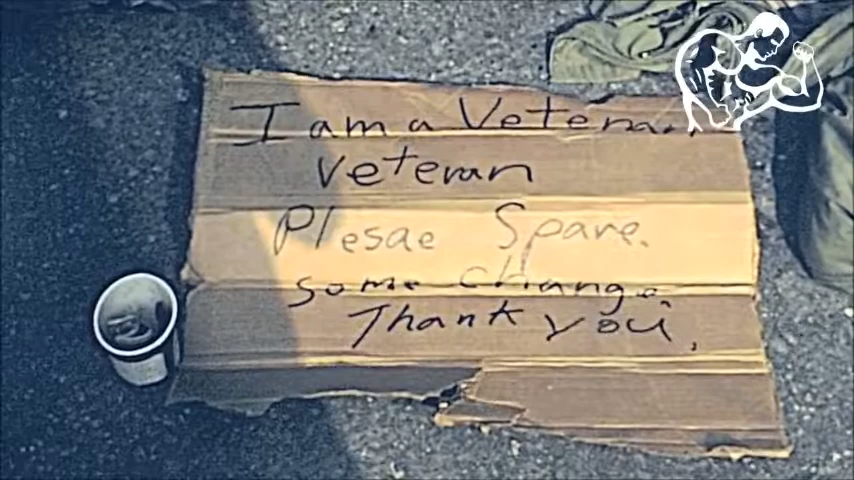 I am a Veteran
veteran
Plesae Spare.
some change.
Thank you,